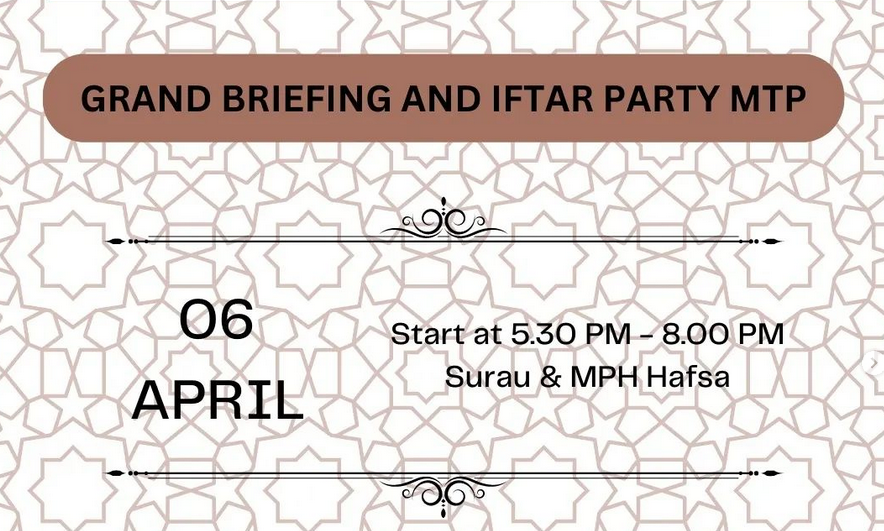 GRAND BRIEFING AND IFTAR PARTY MTP
06
APRIL
Start at 5.30 PM – 8.00 PM
Surau & MPH Hafsa